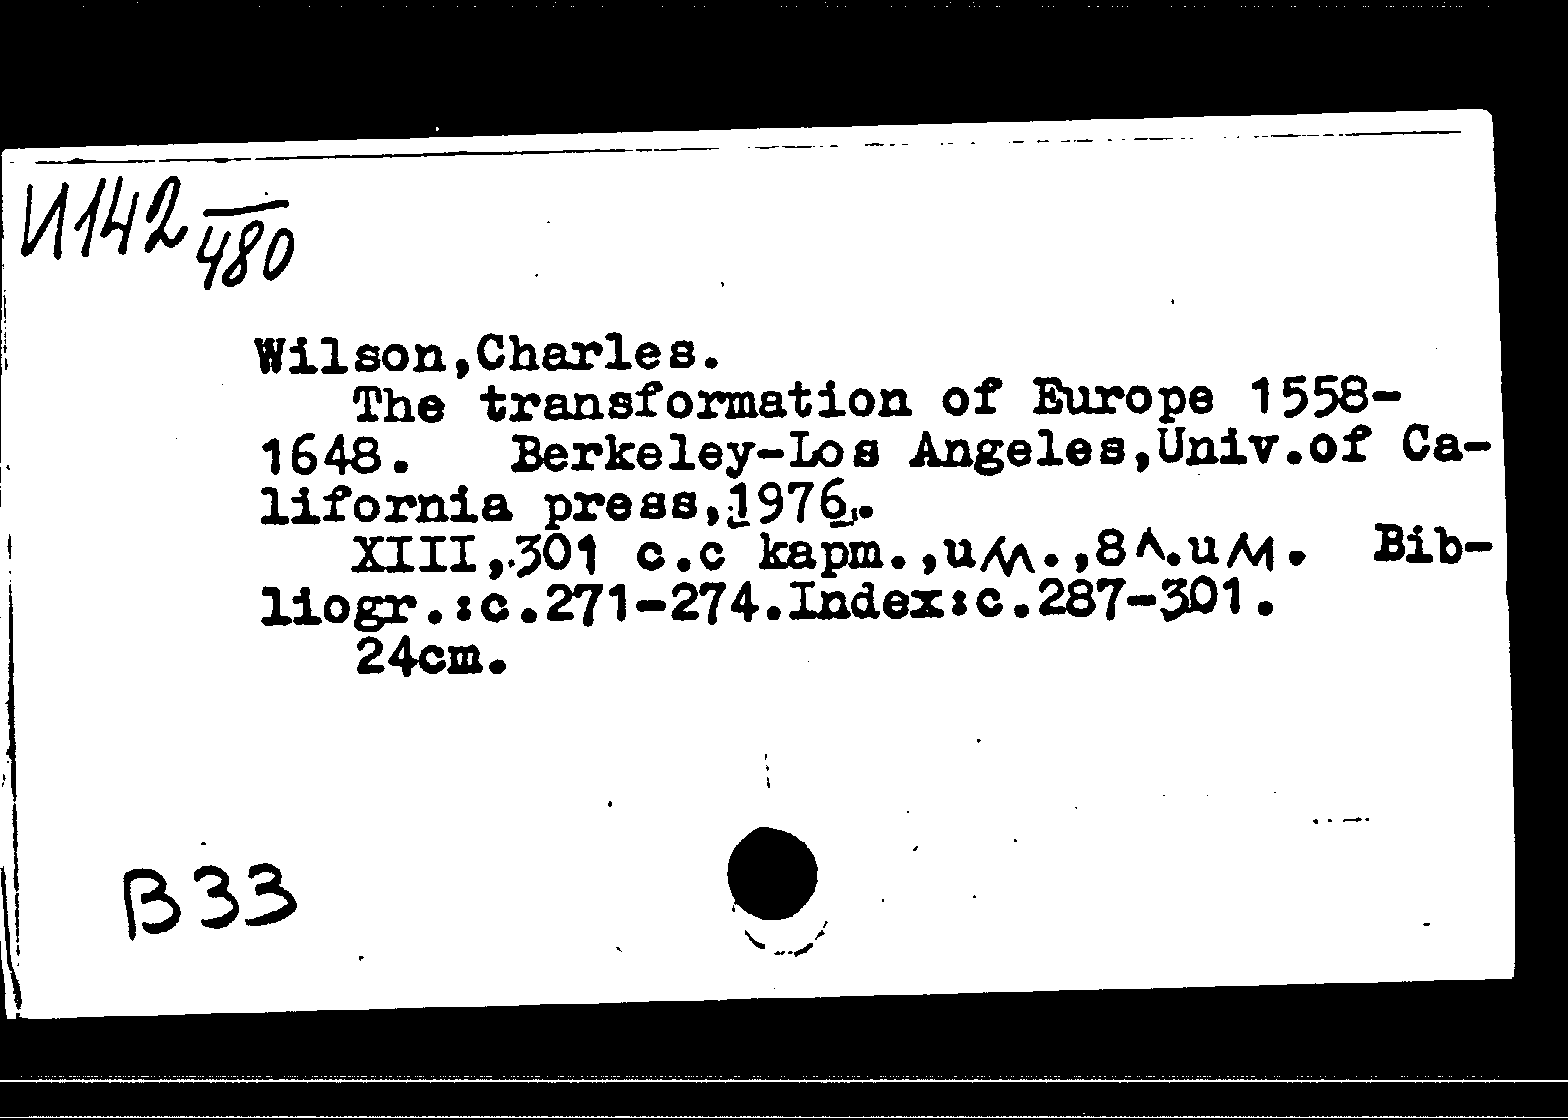 И142
480
Wilson,Charles.
The transformation of Europe 1558-
1648. Berkeley-Los Angeles,Univ.of Ca-
lifornia press,1976.
XIII,301 c.c карт.,ил.,8 л.ил. Bib-
liogr.:c.271-274.Index:c.287-301.
24cm.
B33